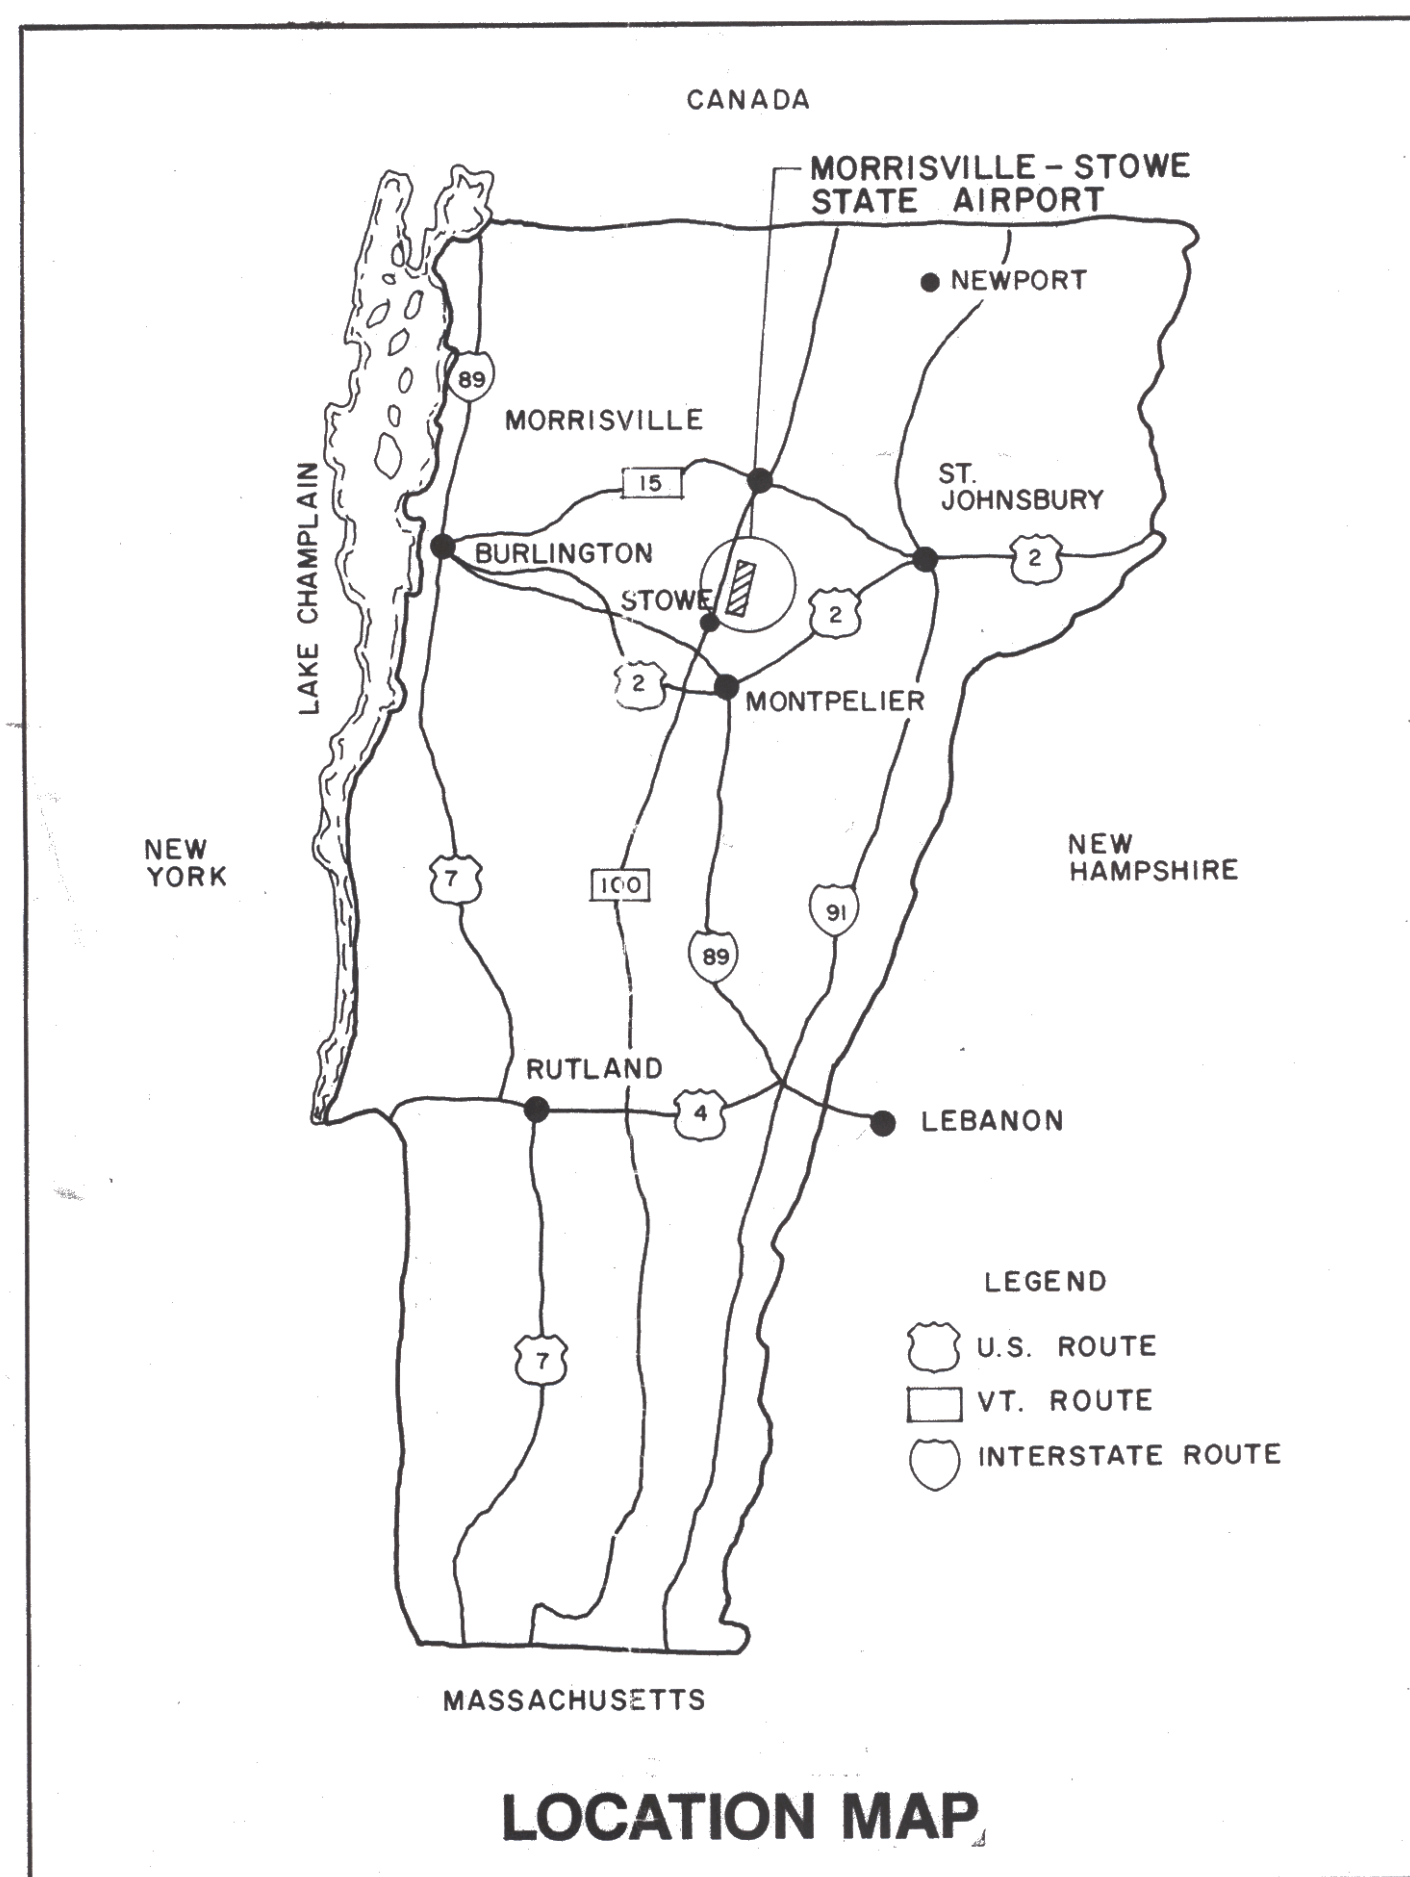 CANADA
MORRISVILLE – STOWE
STATE AIRPORT
NEWPORT
89
MORRISVILLE
15
ST.
JOHNSBURY
LAKE CHAMPLAIN
BURLINGTON
2
STOWE
2
2
MONTPELIER
NEW
YORK
NEW
HAMPSHIRE
7
100
91
89
RUTLAND
4
LEBANON
LEGEND
7
U.S. ROUTE
VT. ROUTE
INTERSTATE ROUTE
MASSACHUSETTS
LOCATION MAP